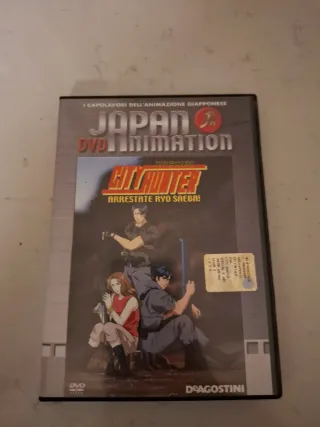 I CAPOLAVORI DELL'ANIMAZIONE GIAPPONESE
JAPAN
DVD ANIMATION
CITY HUNTER
ARRESTATE RYO SAEBA!
DVD
DEAGOSTINI